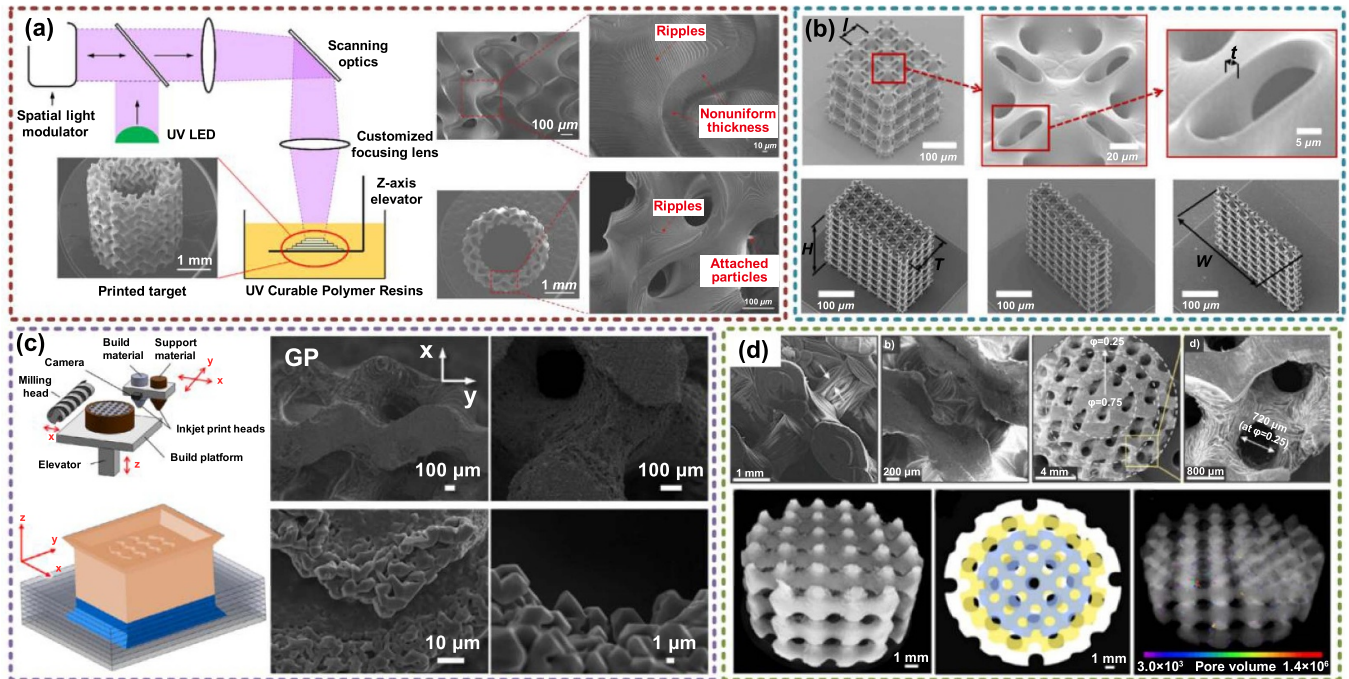 (a)
Spatial light
modulator
UV LED
Scanning
optics
Customized
focusing lens
Z-axis
elevator
1 mm
Printed target
UV Curable Polymer Resins
100 µm
Ripples
Nonuniform
thickness
10 µm
1 mm
Ripples
Attached
particles
100 µm
(b)
l
100 µm
20 µm
t
5 µm
H
T
100 µm
100 µm
W
100 µm
(c)
Build
material
Support
material
Camera
Milling
head
y
x
x
Inkjet print heads
Build platform
Elevator
z
z
y
x
GP
x
y
100 µm
100 µm
10 µm
1 µm
(d)
1 mm
b)
200 µm
φ=0.25
φ=0.75
4 mm
d)
720 µm
(at φ=0.25)
800 µm
1 mm
1 mm
1 mm
3.0×10³ Pore volume 1.4×10⁶